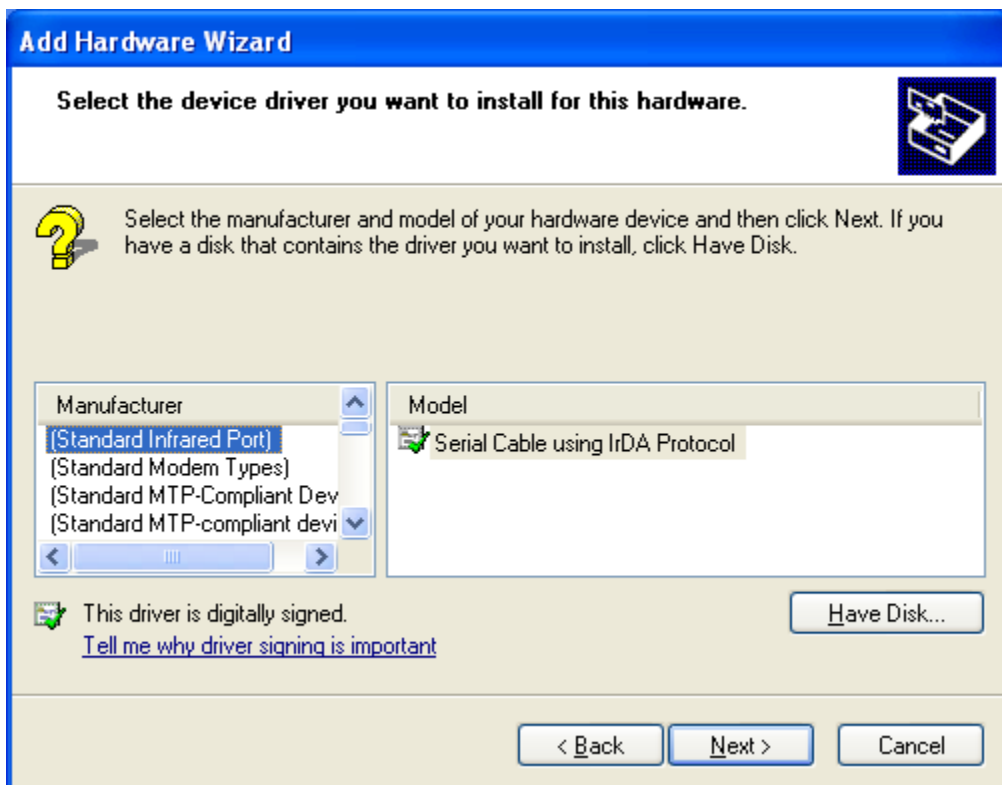 Add Hardware Wizard
Select the device driver you want to install for this hardware.
Select the manufacturer and model of your hardware device and then click Next. If you
have a disk that contains the driver you want to install, click Have Disk.
Manufacturer
(Standard Infrared Port)
(Standard Modem Types)
(Standard MTP-Compliant Dev
(Standard MTP-compliant devi
Model
Serial Cable using IrDA Protocol
This driver is digitally signed.
Tell me why driver signing is important
Have Disk...
< Back
Next >
Cancel